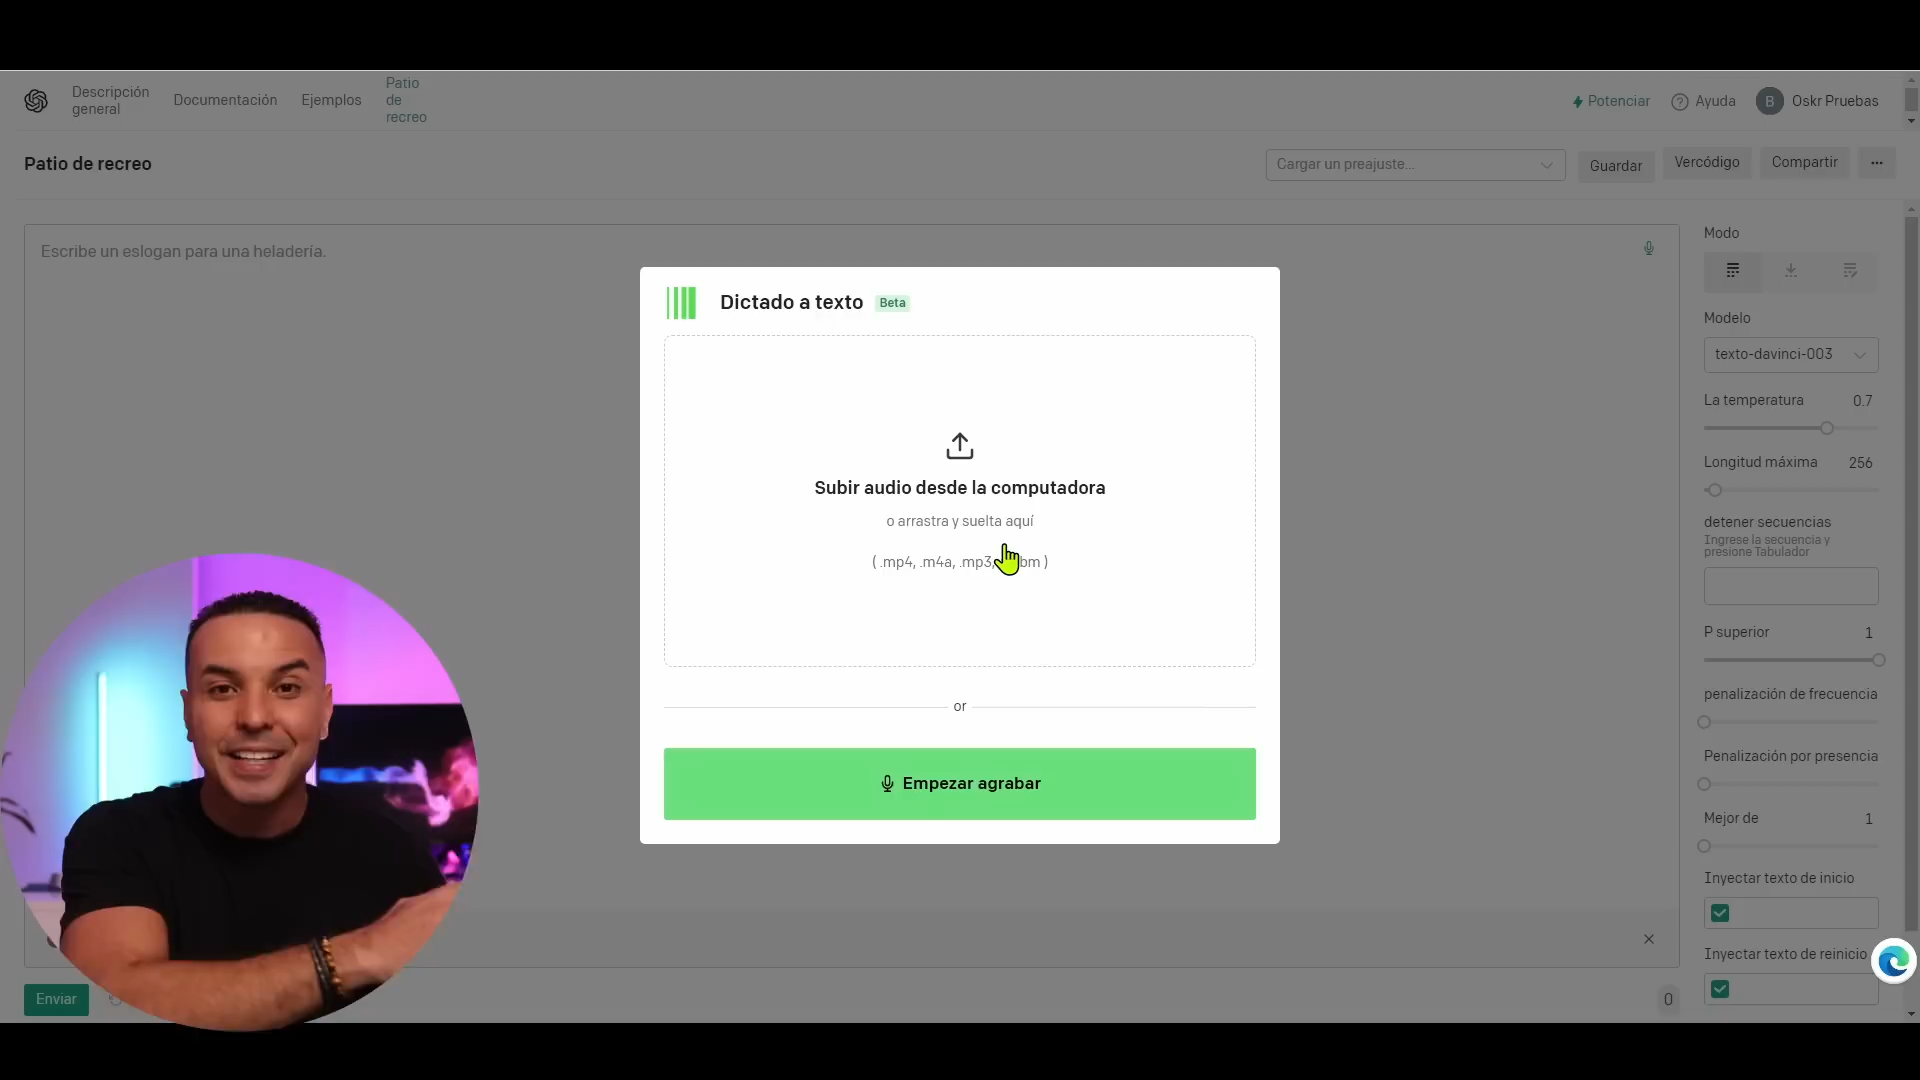 Descripción general
Documentación
Ejemplos
Patio de recreo
Potenciar
Ayuda
B
Oskr Pruebas
Patio de recreo
Cargar un preajuste...
Guardar
Vercódigo
Compartir
...
Escribe un eslogan para una heladería.
Modo
Dictado a texto
Beta
Modelo
texto-davinci-003
La temperatura
0.7
Longitud máxima
256
Subir audio desde la computadora
o arrastra y suelta aquí
( .mp4, .m4a, .mp3, bm )
detener secuencias
Ingrese la secuencia y
presione Tabulador
P superior
1
penalización de frecuencia
or
Penalización por presencia
Empezar agrabar
Mejor de
1
Inyectar texto de inicio
Inyectar texto de reinicio
Enviar
0